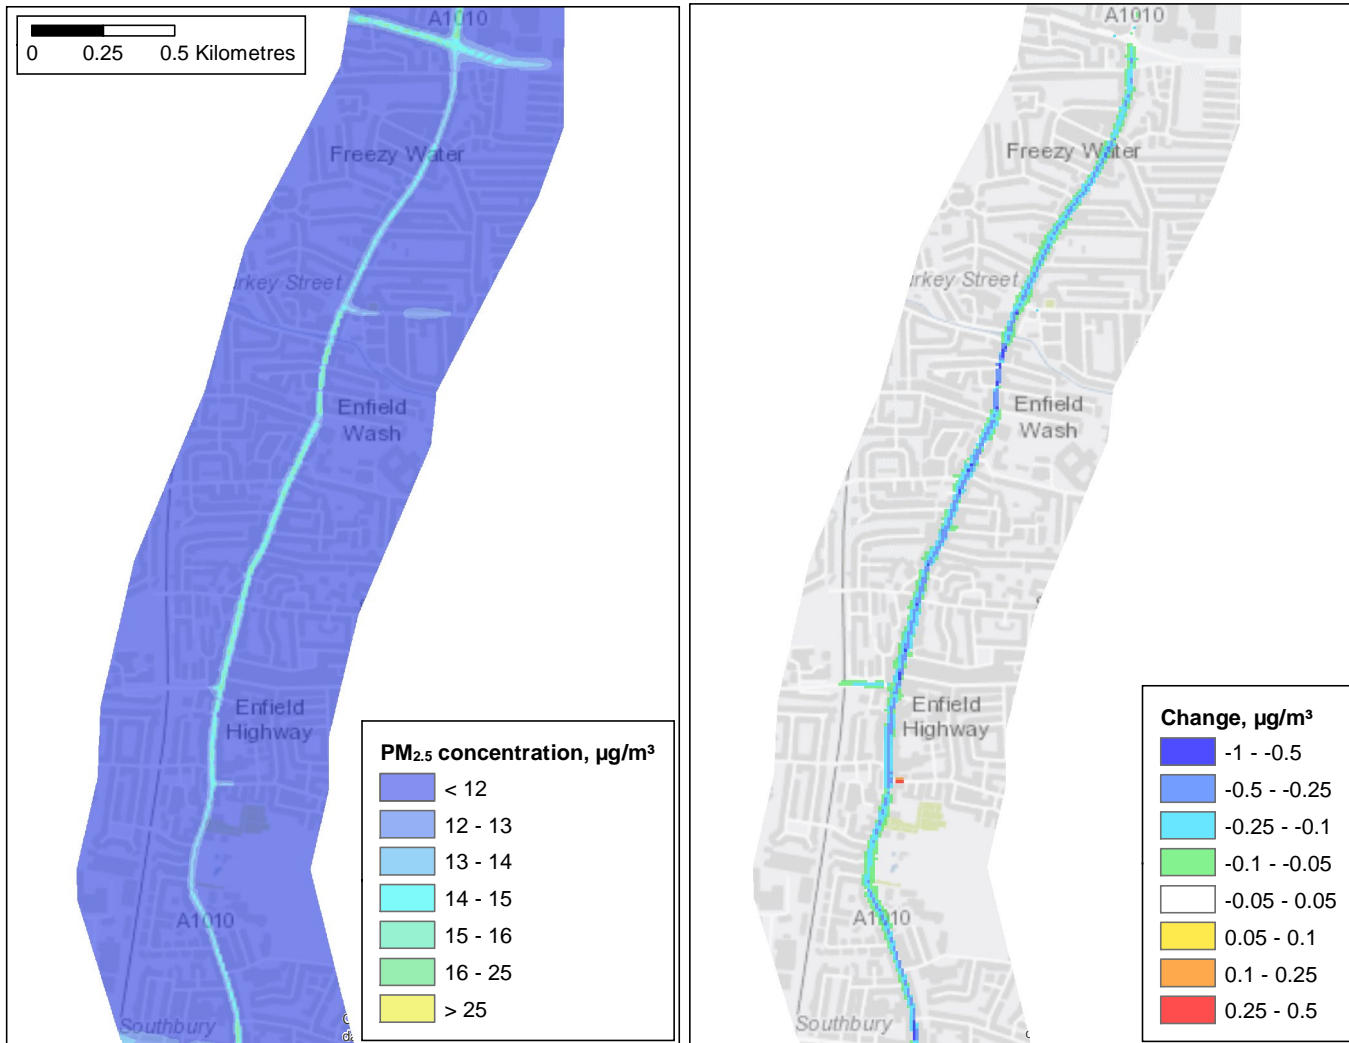 0 0.25 0.5 Kilometres
A1010
Freezy Water
rkey Street
Enfield
Wash
Enfield
Highway
A1010
Southbury
PM2.5 concentration, µg/m³
< 12
12 - 13
13 - 14
14 - 15
15 - 16
16 - 25
> 25
A1010
Freezy Water
rkey Street
Enfield
Wash
Enfield
Highway
A1010
Southbury
Change, µg/m³
-1 - -0.5
-0.5 - -0.25
-0.25 - -0.1
-0.1 - -0.05
-0.05 - 0.05
0.05 - 0.1
0.1 - 0.25
0.25 - 0.5